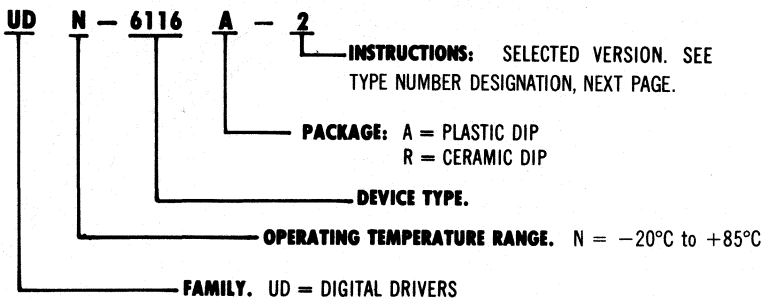 UD N – 6116 A – 2
INSTRUCTIONS: SELECTED VERSION. SEE
TYPE NUMBER DESIGNATION, NEXT PAGE.
PACKAGE: A = PLASTIC DIP
R = CERAMIC DIP
DEVICE TYPE.
OPERATING TEMPERATURE RANGE. N = −20°C to +85°C
FAMILY. UD = DIGITAL DRIVERS